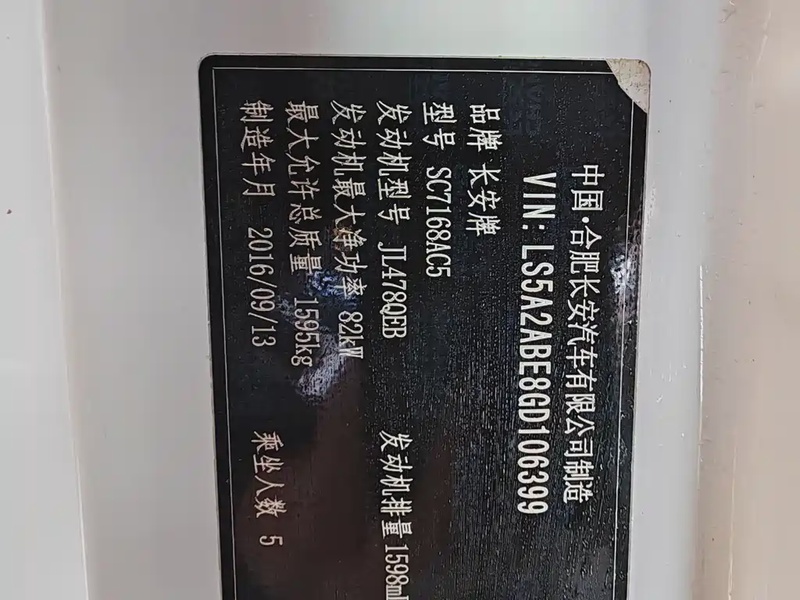 中国·合肥长安汽车有限公司制造
VIN: LS5A2ABE8GD106399
品牌 长安牌
型号 SC7168AC5
发动机型号 JL478QEB 发动机排量 1598ml
发动机最大净功率 82kW
最大允许总质量 1595kg
制造年月 2016/09/13 乘坐人数 5